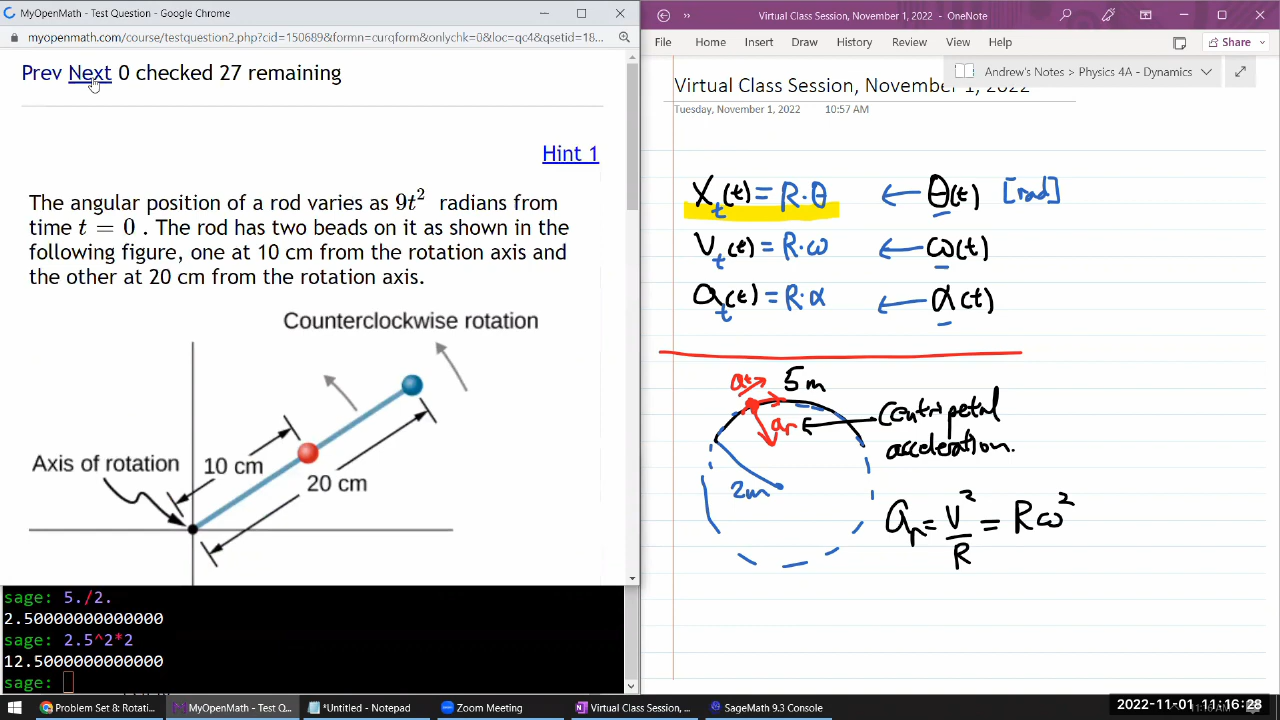 MyOpenMath - Test Question - Google Chrome
myopenmath.com/course/testquestion2.php?cid=150689&formn=curqform&onlychk=0&loc=qc4&qsetid=18...
Prev Next 0 checked 27 remaining
Hint 1
The angular position of a rod varies as 9t² radians from
time t = 0 . The rod has two beads on it as shown in the
following figure, one at 10 cm from the rotation axis and
the other at 20 cm from the rotation axis.
Counterclockwise rotation
Axis of rotation
10 cm
20 cm
sage: 5./2.
2.50000000000000
sage: 2.5^2*2
12.5000000000000
sage:
Virtual Class Session, November 1, 2022 - OneNote
File Home Insert Draw History Review View Help
Share
Virtual Class Session, November 1, 2022
Andrew's Notes > Physics 4A - Dynamics
Tuesday, November 1, 2022 10:57 AM
Xt(t) = R·θ ← θ(t) [rad]
Vt(t) = R·ω ← ω(t)
at(t) = R·α ← α(t)
at
5m
ar
Centripetal
acceleration.
2m
ar = V²/R = Rω²
Problem Set & Rotati...
MyOpenMath - Test Q...
*Untitled - Notepad
Zoom Meeting
Virtual Class Session, ...
SageMath 9.3 Console
2022-11-01 11:16:28